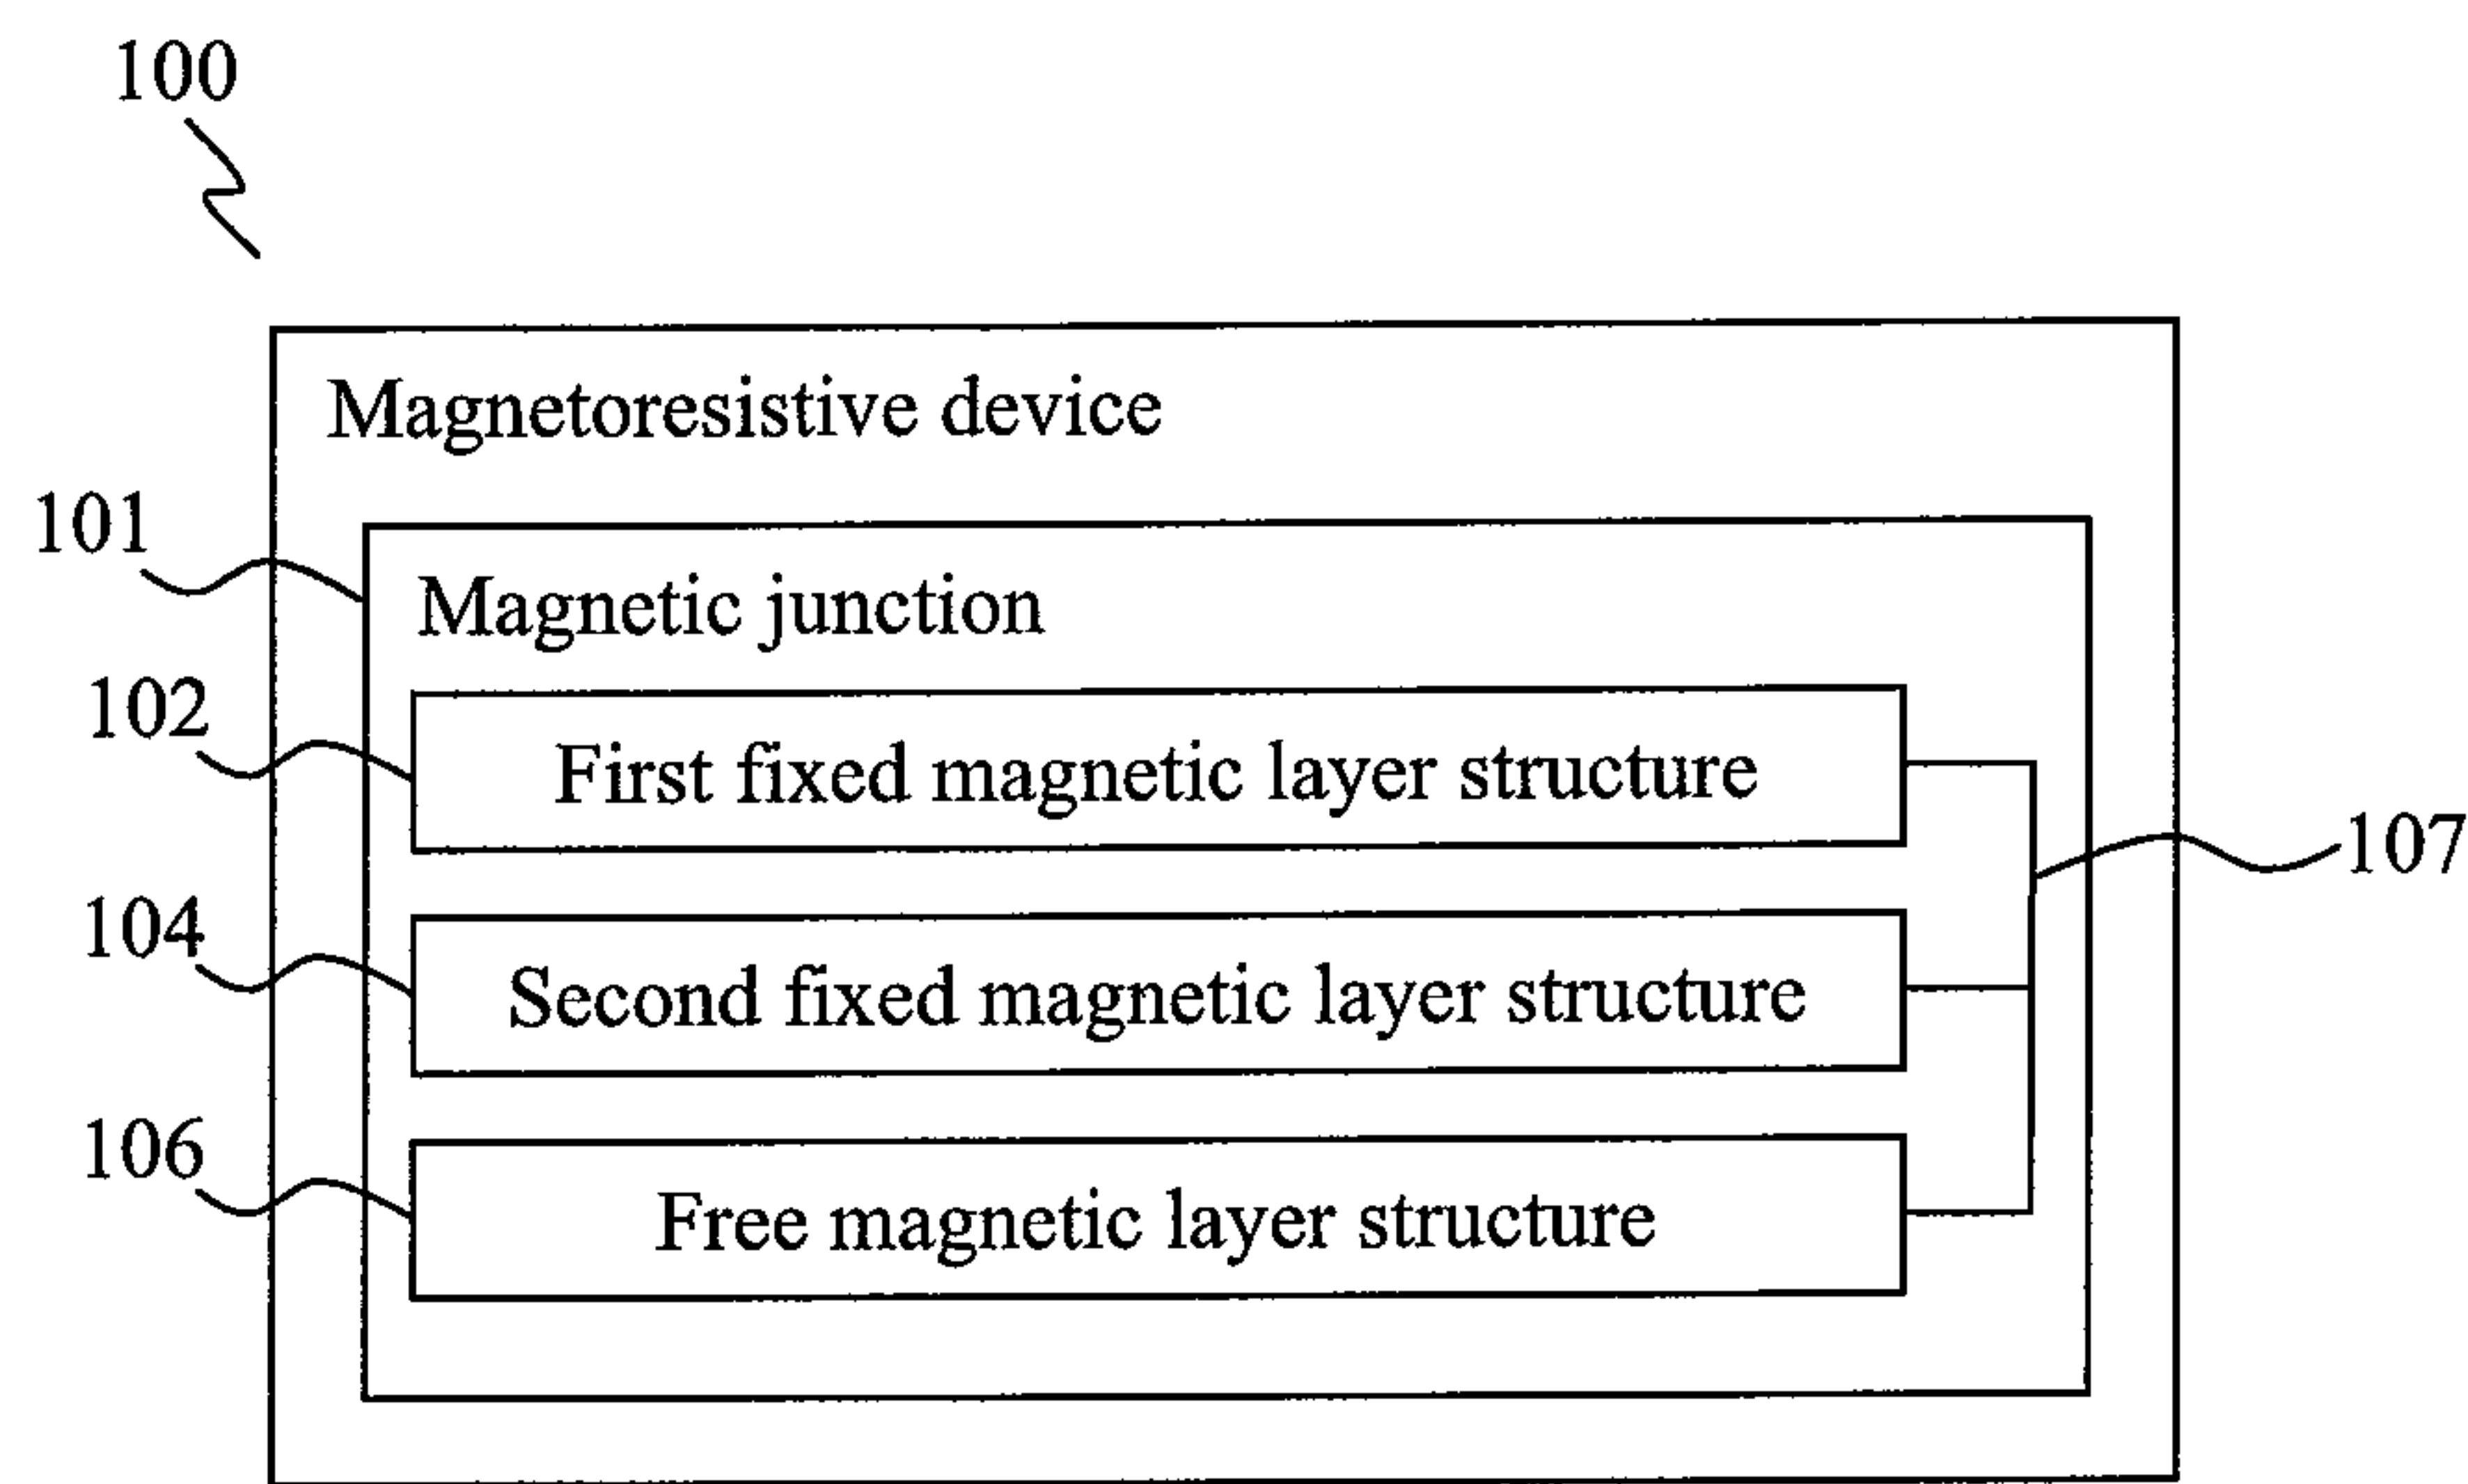 100
Magnetoresistive device
101
Magnetic junction
102
First fixed magnetic layer structure
107
104
Second fixed magnetic layer structure
106
Free magnetic layer structure